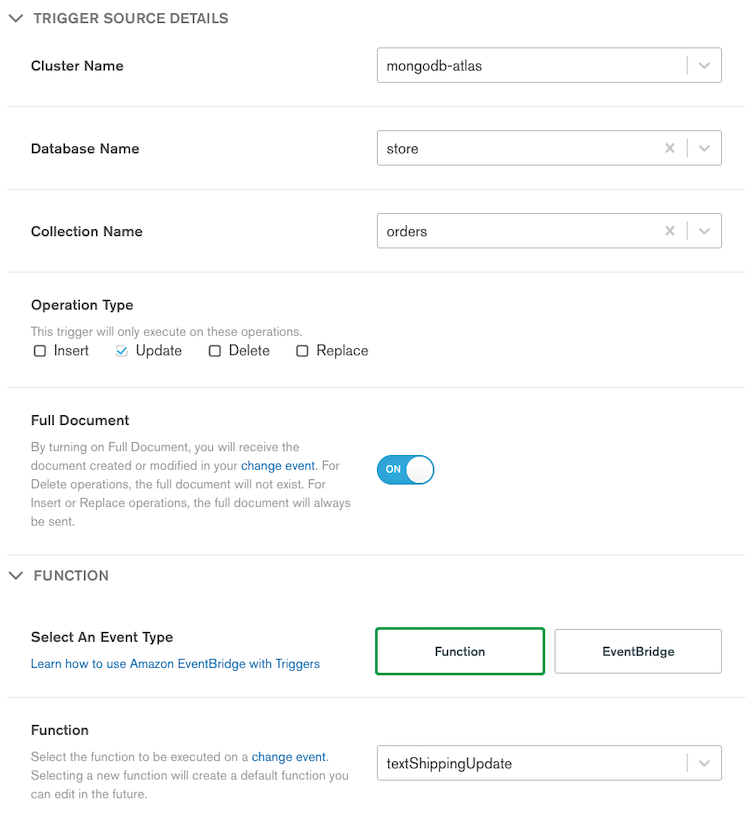 TRIGGER SOURCE DETAILS
Cluster Name
mongodb-atlas
Database Name
store
Collection Name
orders
Operation Type
This trigger will only execute on these operations.
Insert Update Delete Replace
Full Document
By turning on Full Document, you will receive the
document created or modified in your change event. For
Delete operations, the full document will not exist. For
Insert or Replace operations, the full document will always
be sent.
ON
FUNCTION
Select An Event Type
Learn how to use Amazon EventBridge with Triggers
Function
EventBridge
Function
Select the function to be executed on a change event.
Selecting a new function will create a default function you
can edit in the future.
textShippingUpdate